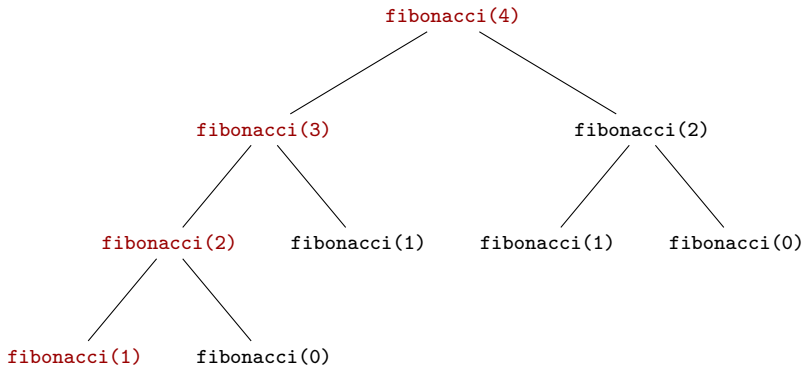 fibonacci(4)
fibonacci(3) fibonacci(2)
fibonacci(2) fibonacci(1) fibonacci(1) fibonacci(0)
fibonacci(1) fibonacci(0)